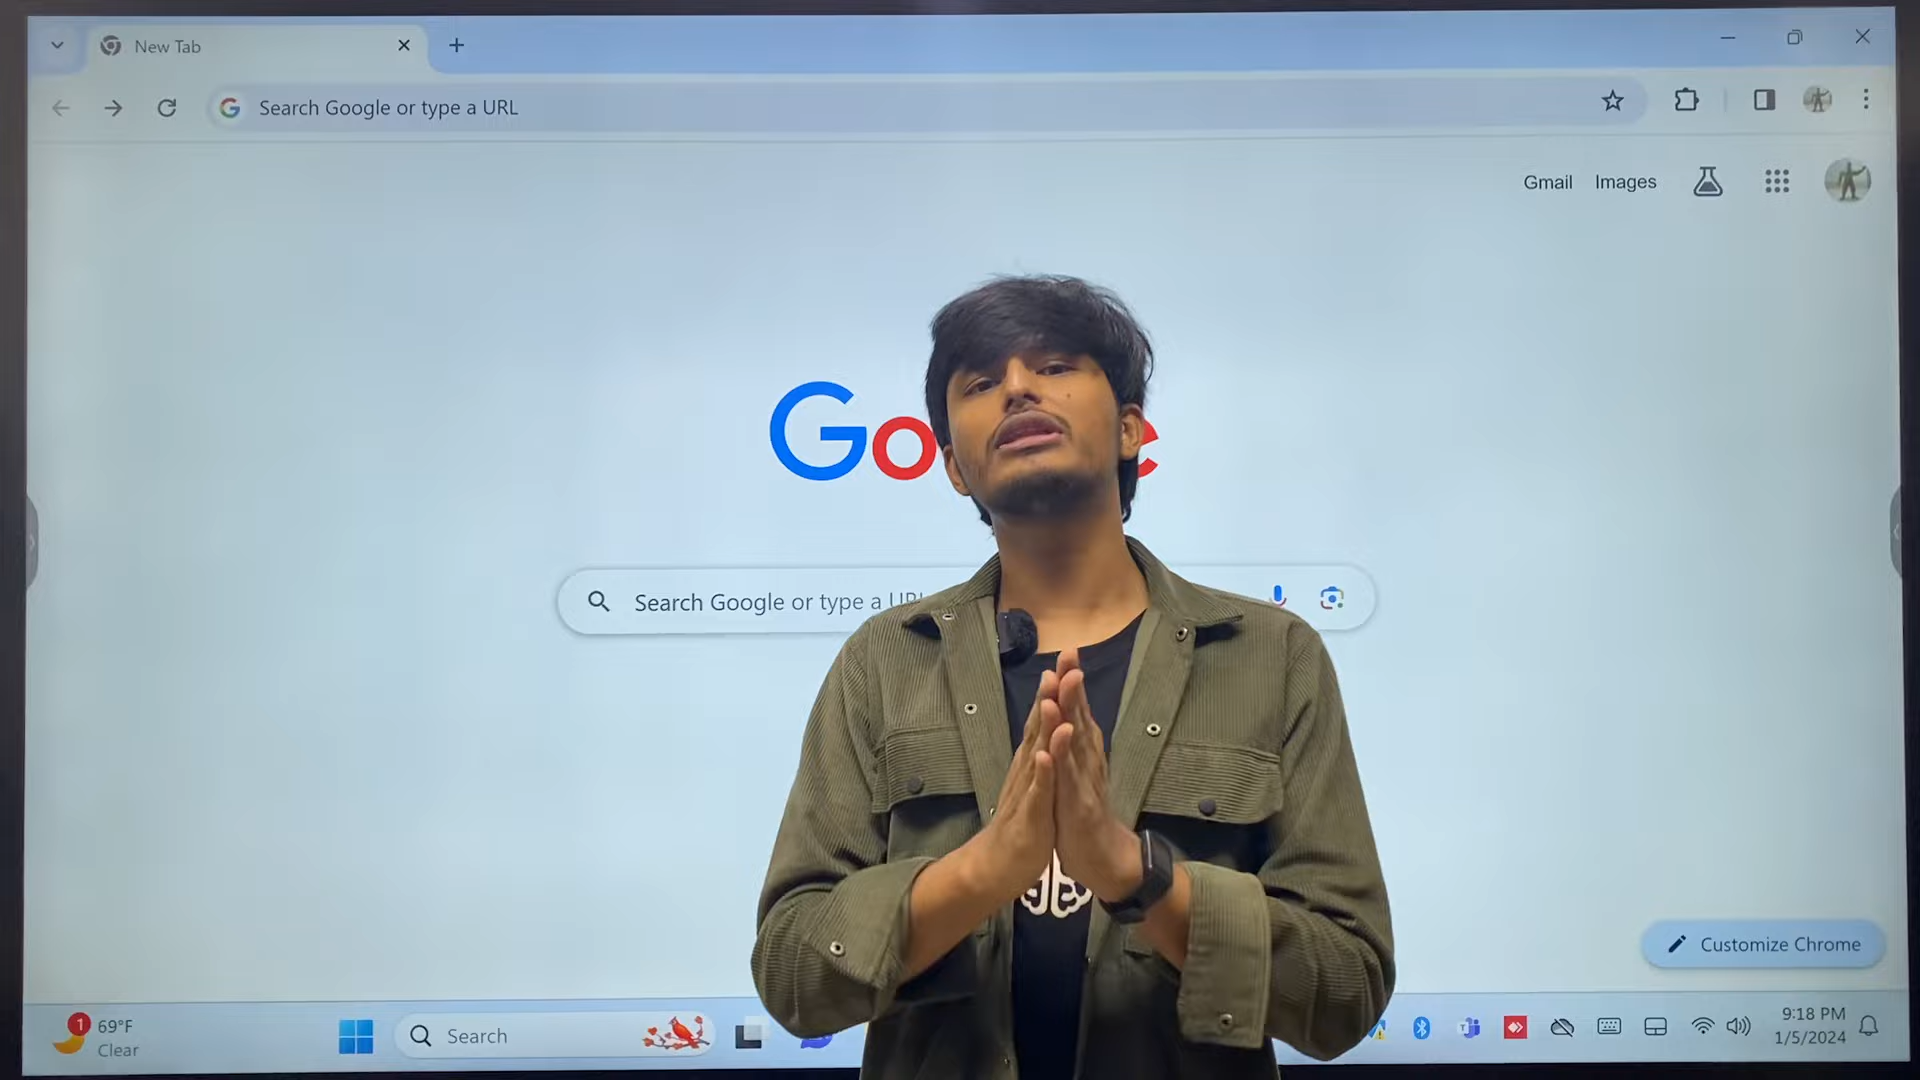 New Tab
Search Google or type a URL
Gmail Images
Go
Search Google or type a
Customize Chrome
1
69°F
Clear
Search
9:18 PM
1/5/2024